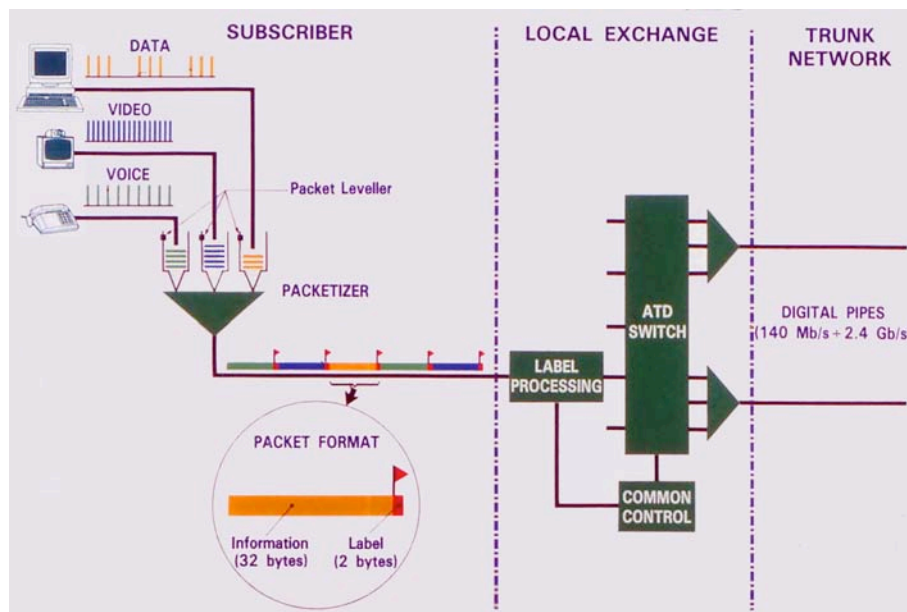 SUBSCRIBER
LOCAL EXCHANGE
TRUNK
NETWORK
DATA
VIDEO
VOICE
Packet Leveller
PACKETIZER
ATD
SWITCH
DIGITAL PIPES
(140 Mb/s÷2.4 Gb/s
LABEL
PROCESSING
PACKET FORMAT
COMMON
CONTROL
Information
(32 bytes)
Label
(2 bytes)